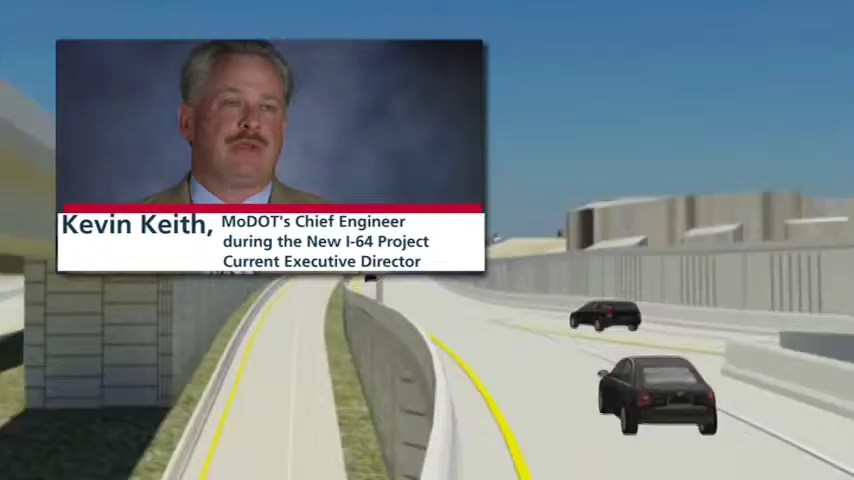 Kevin Keith, MoDOT's Chief Engineer
during the New I-64 Project
Current Executive Director